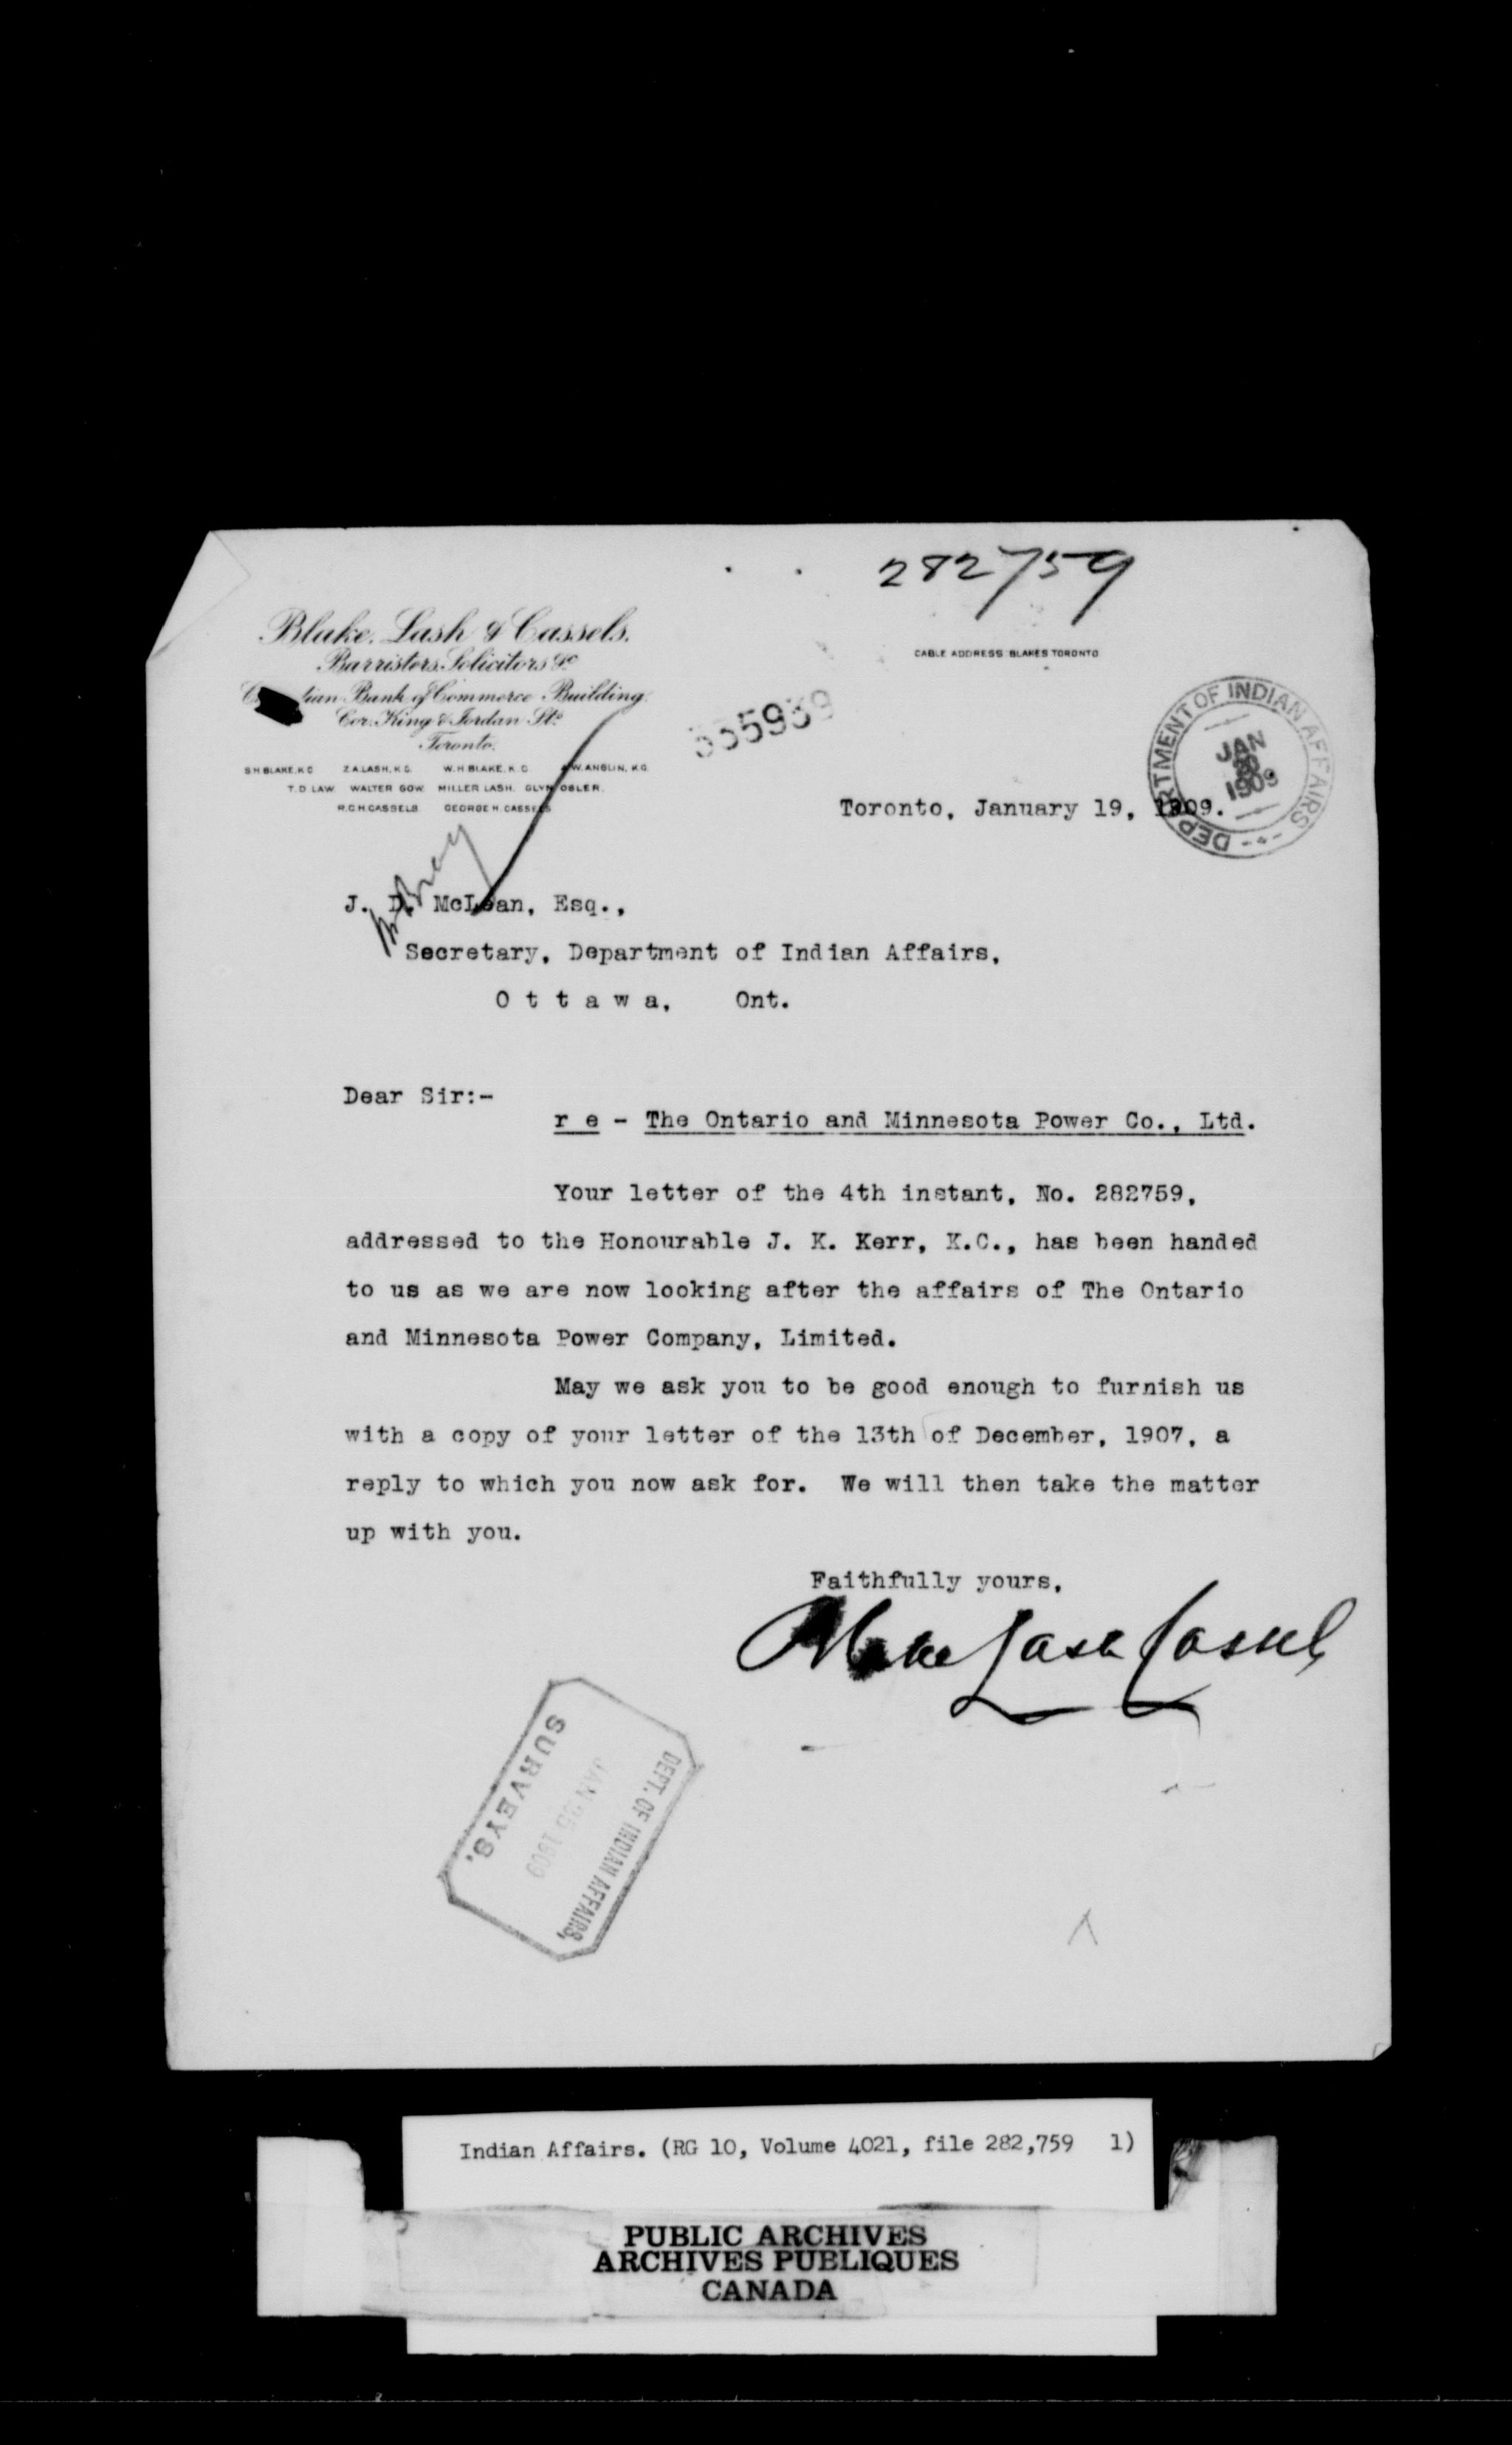 282759
Blake, Lash & Cassels,
Barristers, Solicitors &c
Bank of Commerce Building
Cor. King & Jordan Sts
Toronto.
CABLE ADDRESS BLAKES TORONTO
335939
S.H. BLAKE, K.C. Z.A. LASH, K.C. W.H. BLAKE, K.C. W. ANGLIN, K.C.
T.D. LAW WALTER GOW MILLER LASH. GLYN OSLER.
R.C.H. CASSELS GEORGE H. CASSELS
DEPARTMENT OF INDIAN AFFAIRS
JAN
20
1909
Toronto, January 19, 1909.
Mr Bray
J. D. McLean, Esq.,
Secretary, Department of Indian Affairs,
O t t a w a, Ont.
Dear Sir:-
r e - The Ontario and Minnesota Power Co., Ltd.
Your letter of the 4th instant, No. 282759,
addressed to the Honourable J. K. Kerr, K.C., has been handed
to us as we are now looking after the affairs of The Ontario
and Minnesota Power Company, Limited.
May we ask you to be good enough to furnish us
with a copy of your letter of the 13th of December, 1907, a
reply to which you now ask for. We will then take the matter
up with you.
Faithfully yours,
Blake Lash Cassels
DEPT. OF INDIAN AFFAIRS,
JAN 25 1909
SURVEYS.
Indian Affairs. (RG 10, Volume 4021, file 282,759 1)
PUBLIC ARCHIVES
ARCHIVES PUBLIQUES
CANADA